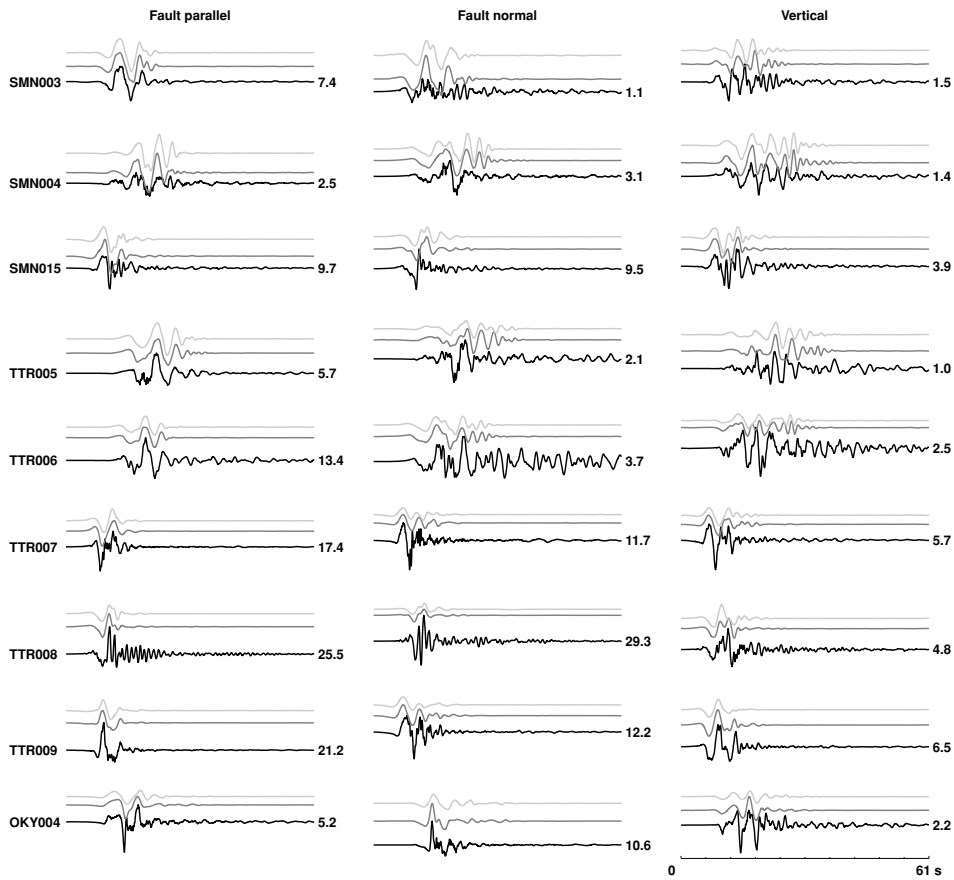 Fault parallel Fault normal Vertical
SMN003 7.4 1.1 1.5
SMN004 2.5 3.1 1.4
SMN015 9.7 9.5 3.9
TTR005 5.7 2.1 1.0
TTR006 13.4 3.7 2.5
TTR007 17.4 11.7 5.7
TTR008 25.5 29.3 4.8
TTR009 21.2 12.2 6.5
OKY004 5.2 10.6 2.2
0 61 s